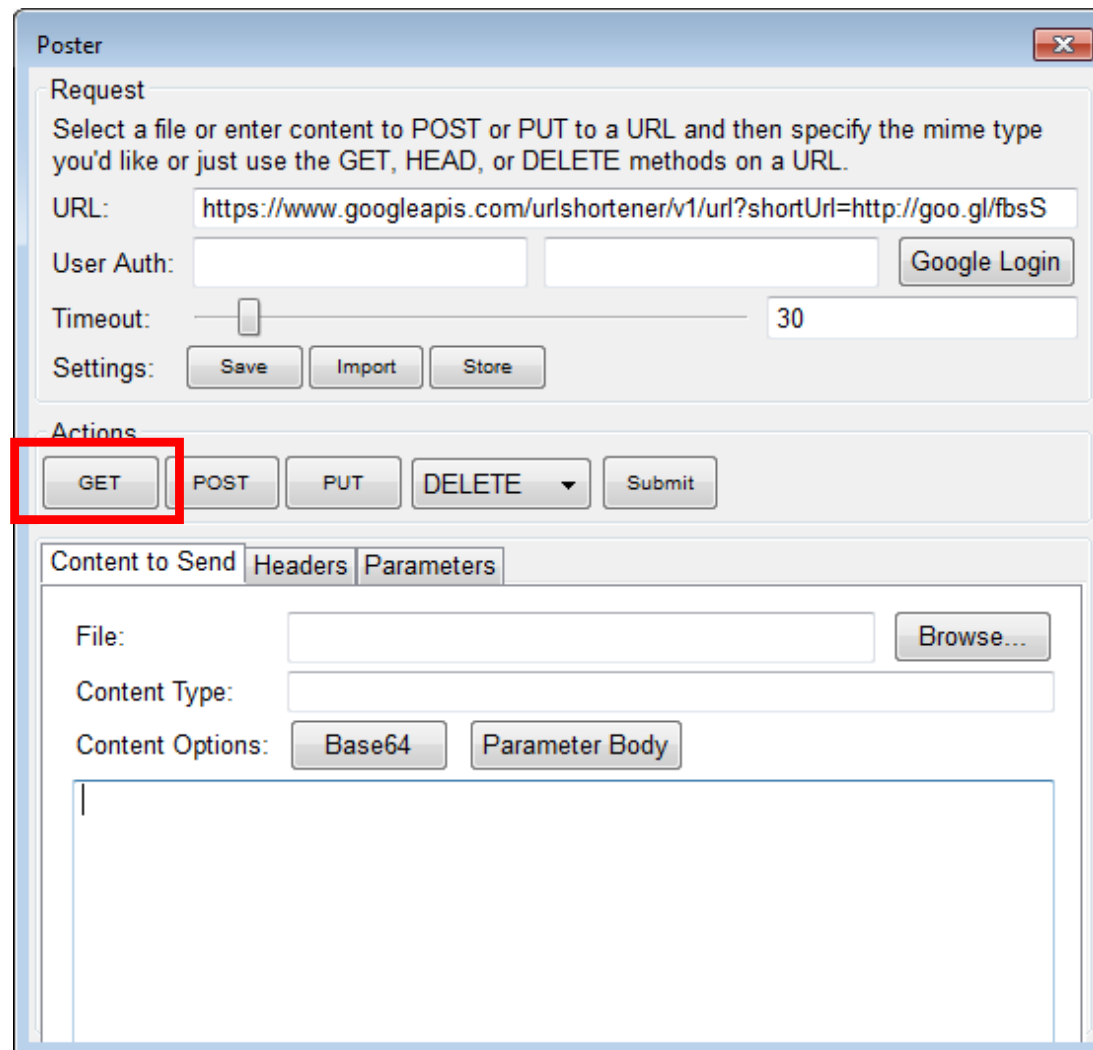 Poster
Request
Select a file or enter content to POST or PUT to a URL and then specify the mime type
you'd like or just use the GET, HEAD, or DELETE methods on a URL.
URL: https://www.googleapis.com/urlshortener/v1/url?shortUrl=http://goo.gl/fbsS
User Auth: Google Login
Timeout: 30
Settings: Save Import Store
Actions
GET POST PUT DELETE Submit
Content to Send Headers Parameters
File: Browse...
Content Type:
Content Options: Base64 Parameter Body